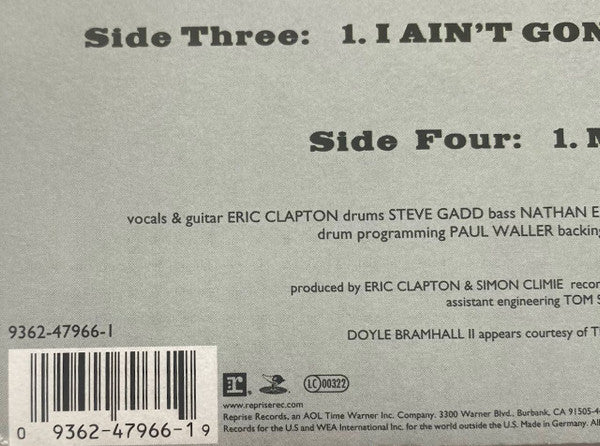 Side Three: 1. I AIN'T GON
Side Four: 1. M
vocals & guitar ERIC CLAPTON drums STEVE GADD bass NATHAN E
drum programming PAUL WALLER backing
produced by ERIC CLAPTON & SIMON CLIMIE recor
assistant engineering TOM S
9362-47966-1
DOYLE BRAMHALL II appears courtesy of T
r LC 00322
www.repriserec.com
Reprise Records, an AOL Time Warner Inc. Company. 3300 Warner Blvd., Burbank, CA 91505-4
Records for the U.S. and WEA International Inc. for the world outside the U.S. Made in Germany. All
0 9362-47966-1 9